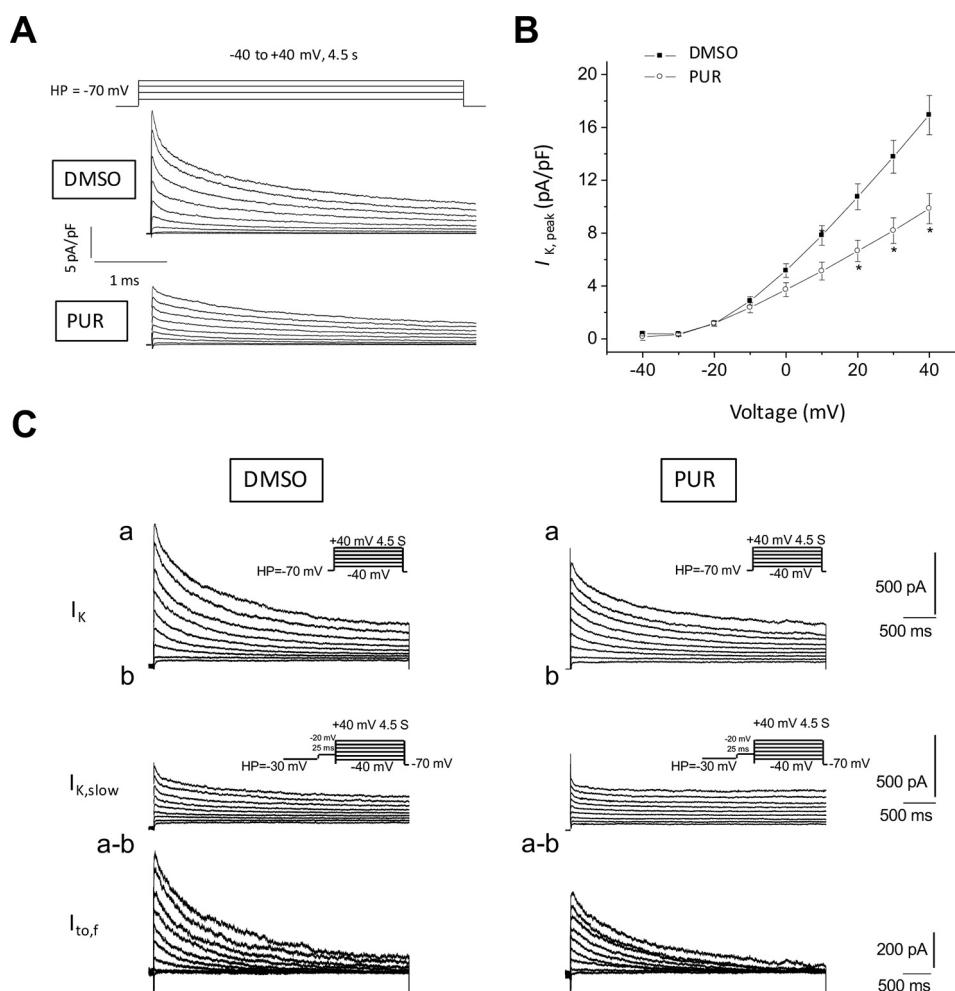 A
-40 to +40 mV, 4.5 s
HP = -70 mV
DMSO
5 pA/pF
1 ms
PUR
B
DMSO
PUR
20
16
12
8
4
0
I K, peak (pA/pF)
* * *
-40 -20 0 20 40
Voltage (mV)
C
DMSO PUR
a a
+40 mV 4.5 S +40 mV 4.5 S
HP=-70 mV -40 mV HP=-70 mV -40 mV
IK
500 pA
500 ms
b b
+40 mV 4.5 S +40 mV 4.5 S
-20 mV -20 mV
25 ms 25 ms
HP=-30 mV -40 mV -70 mV HP=-30 mV -40 mV -70 mV
IK,slow
500 pA
500 ms
a-b a-b
Ito,f
200 pA
500 ms